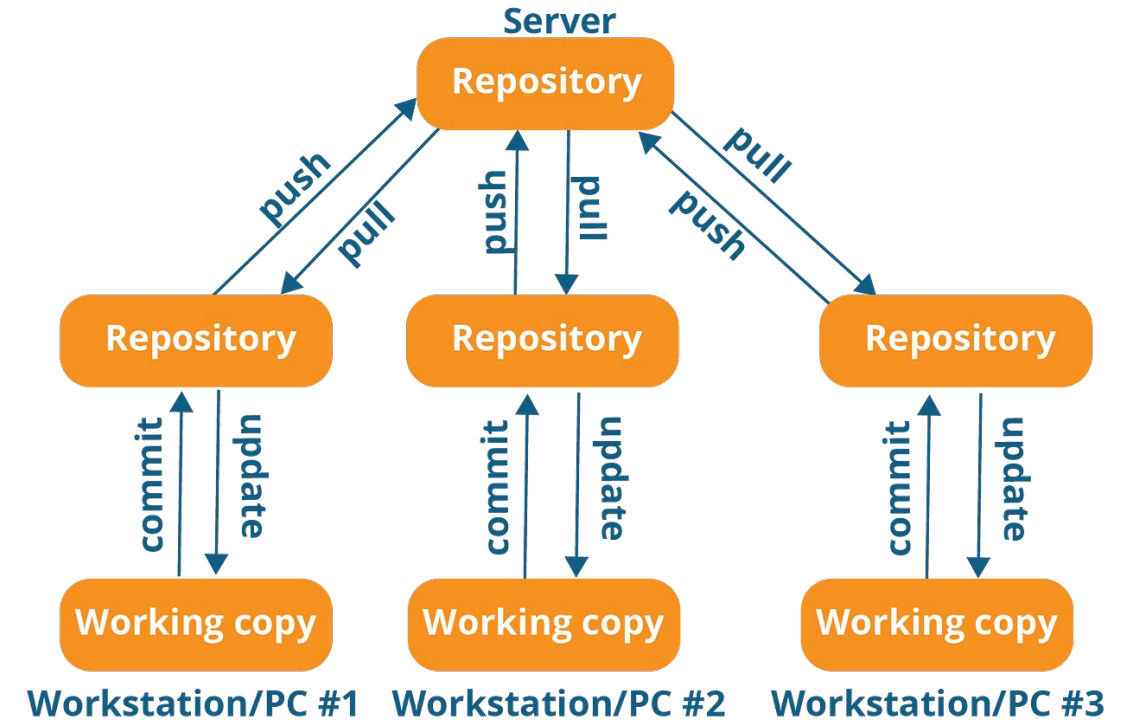 Server
Repository
push
pull
push
pull
push
pull
Repository
Repository
Repository
commit
update
commit
update
commit
update
Working copy
Working copy
Working copy
Workstation/PC #1
Workstation/PC #2
Workstation/PC #3